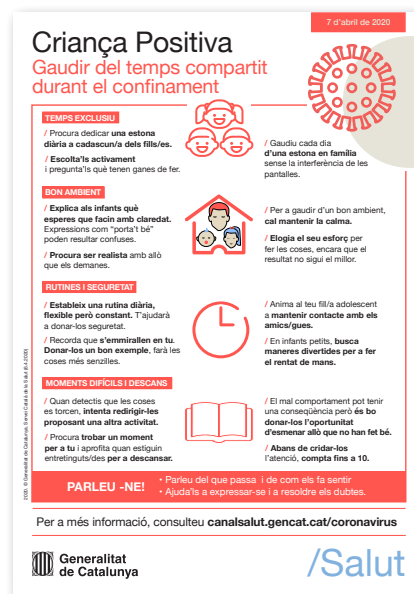 7 d'abril de 2020
Criança Positiva
Gaudir del temps compartit
durant el confinament
TEMPS EXCLUSIU
/ Procura dedicar una estona
diària a cadascun/a dels fills/es.
/ Escolta'ls activament
i pregunta'ls què tenen ganes de fer.
/ Gaudiu cada dia
d'una estona en família
sense la interferència de les
pantalles.
BON AMBIENT
/ Explica als infants què
esperes que facin amb claredat.
Expressions com "porta't bé"
poden resultar confuses.
/ Procura ser realista amb allò
que els demanes.
/ Per a gaudir d'un bon ambient,
cal mantenir la calma.
/ Elogia el seu esforç per
fer les coses, encara que el
resultat no sigui el millor.
RUTINES I SEGURETAT
/ Estableix una rutina diària,
flexible però constant. T'ajudarà
a donar-los seguretat.
/ Recorda que s'emmirallen en tu.
Donar-los un bon exemple, farà les
coses més senzilles.
/ Anima al teu fill/a adolescent
a mantenir contacte amb els
amics/gues.
/ En infants petits, busca
maneres divertides per a fer
el rentat de mans.
MOMENTS DIFÍCILS I DESCANS
/ Quan detectis que les coses
es torcen, intenta redirigir-les
proposant una altra activitat.
/ Procura trobar un moment
per a tu i aprofita quan estiguin
entretinguts/des per a descansar.
/ El mal comportament pot tenir
una conseqüència però és bo
donar-los l'oportunitat
d'esmenar allò que no han fet bé.
/ Abans de cridar-los
l'atenció, compta fins a 10.
PARLEU -NE!
• Parleu del que passa i de com els fa sentir
• Ajuda'ls a expressar-se i a resoldre els dubtes.
Per a més informació, consulteu canalsalut.gencat.cat/coronavirus
Generalitat
de Catalunya
/Salut